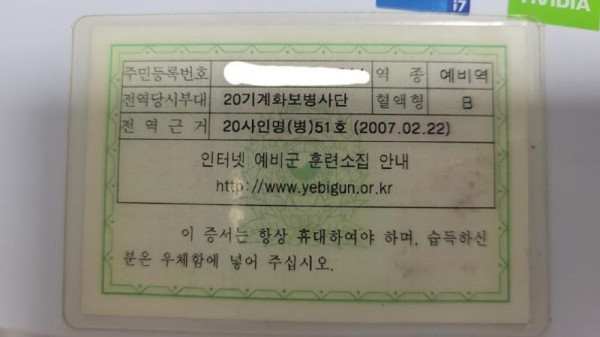 i7
NVIDIA
주민등록번호 역 종 예비역
전역당시부대 20기계화보병사단 혈액형 B
전 역 근 거 20사인명(병)51호 (2007.02.22)
인터넷 예비군 훈련소집 안내
http://www.yebigun.or.kr
이 증서는 항상 휴대하여야 하며, 습득하신
분은 우체함에 넣어 주십시오.